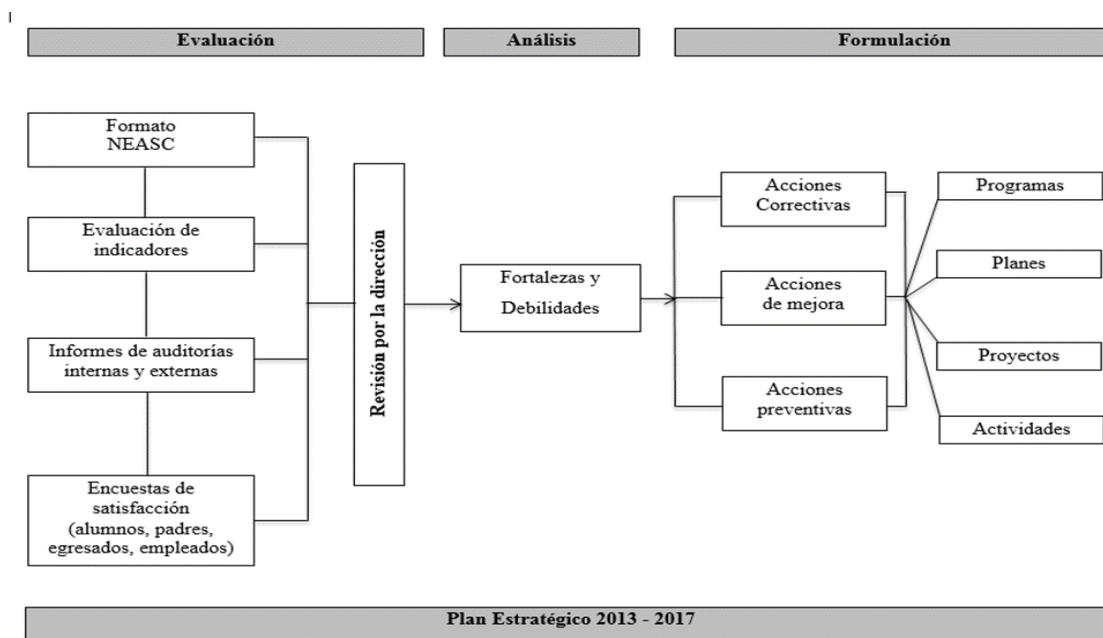 Evaluación
Análisis
Formulación
Formato
NEASC
Evaluación de
indicadores
Informes de auditorías
internas y externas
Encuestas de
satisfacción
(alumnos, padres,
egresados, empleados)
Revisión por la dirección
Fortalezas y
Debilidades
Acciones
Correctivas
Acciones
de mejora
Acciones
preventivas
Programas
Planes
Proyectos
Actividades
Plan Estratégico 2013 - 2017